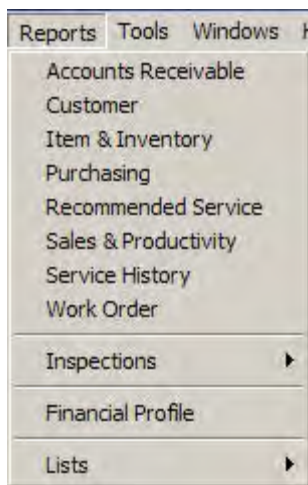 Reports Tools Windows
Accounts Receivable
Customer
Item & Inventory
Purchasing
Recommended Service
Sales & Productivity
Service History
Work Order
Inspections
Financial Profile
Lists